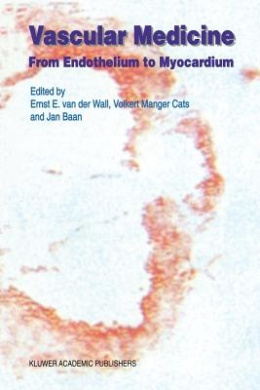 Vascular Medicine
From Endothelium to Myocardium
Edited by
Ernst E. van der Wall, Volkert Manger Cats
and Jan Baan
KLUWER ACADEMIC PUBLISHERS